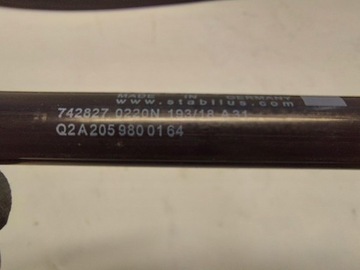 MADE IN GERMANY
www.stabilus.com
742627 0220N 193/18 A31
Q2A2059800164